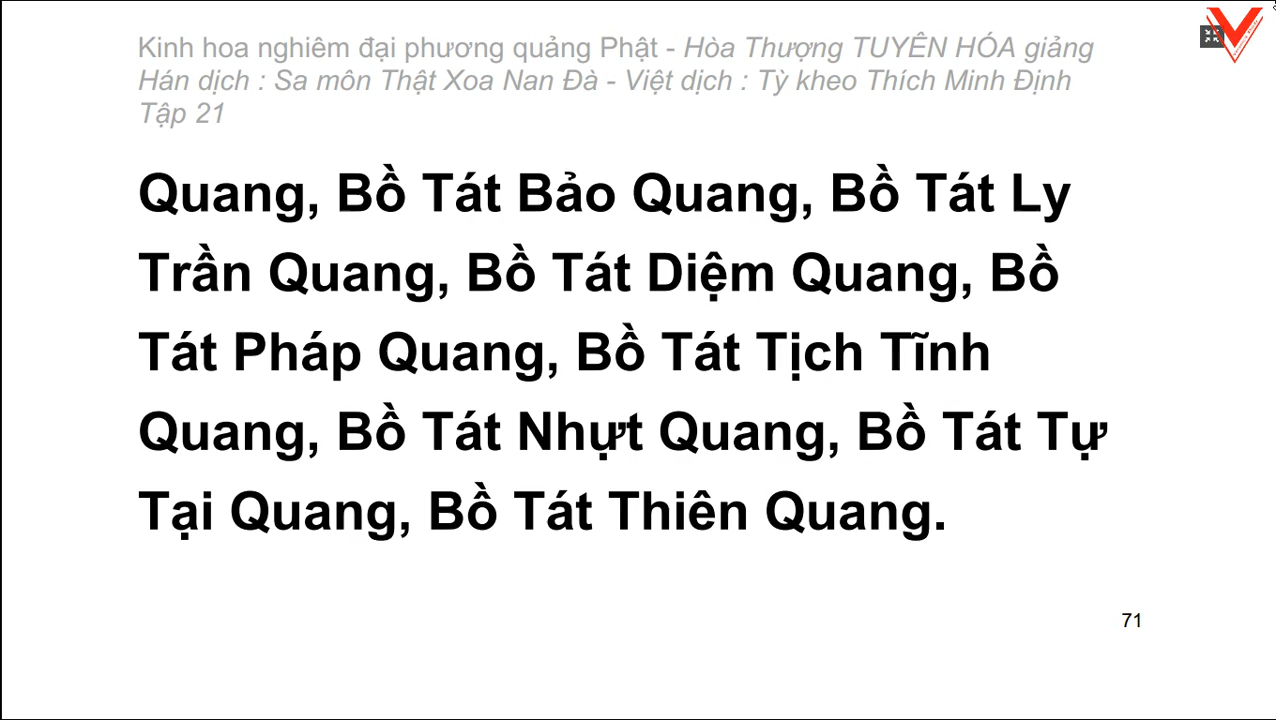 Kinh hoa nghiêm đại phương quảng Phật - Hòa Thượng TUYÊN HÓA giảng
Hán dịch : Sa môn Thật Xoa Nan Đà - Việt dịch : Tỳ kheo Thích Minh Định
Tập 21
Quang, Bồ Tát Bảo Quang, Bồ Tát Ly
Trần Quang, Bồ Tát Diệm Quang, Bồ
Tát Pháp Quang, Bồ Tát Tịch Tĩnh
Quang, Bồ Tát Nhựt Quang, Bồ Tát Tự
Tại Quang, Bồ Tát Thiên Quang.
71